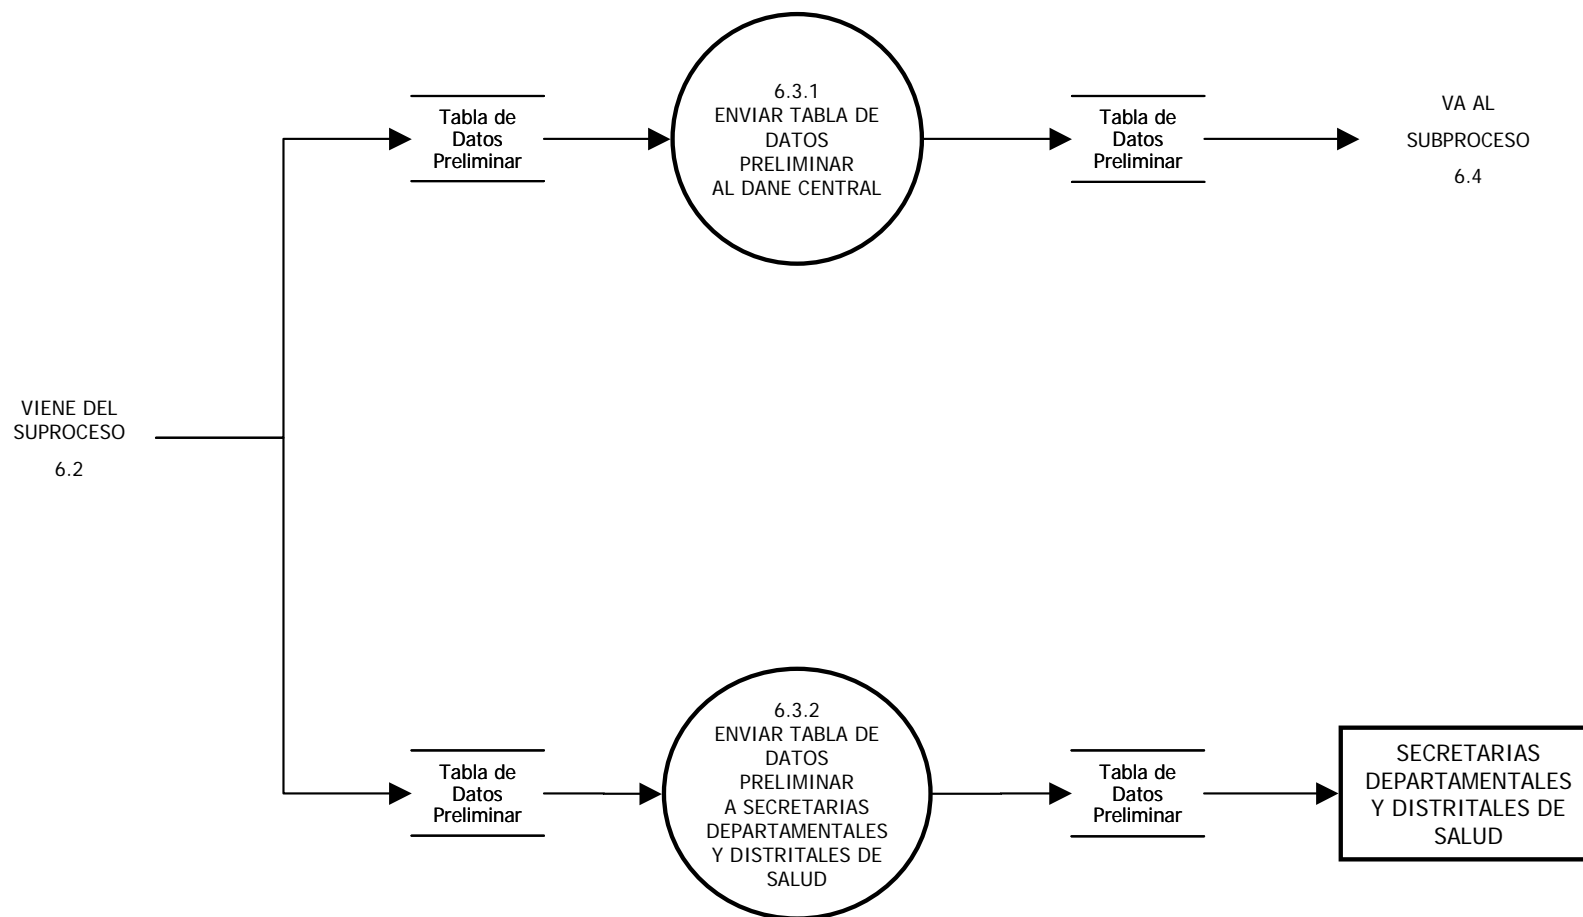 Tabla de
Datos
Preliminar
6.3.1
ENVIAR TABLA DE
DATOS
PRELIMINAR
AL DANE CENTRAL
Tabla de
Datos
Preliminar
VA AL
SUBPROCESO
6.4
VIENE DEL
SUPROCESO
6.2
Tabla de
Datos
Preliminar
6.3.2
ENVIAR TABLA DE
DATOS
PRELIMINAR
A SECRETARIAS
DEPARTAMENTALES
Y DISTRITALES DE
SALUD
Tabla de
Datos
Preliminar
SECRETARIAS
DEPARTAMENTALES
Y DISTRITALES DE
SALUD